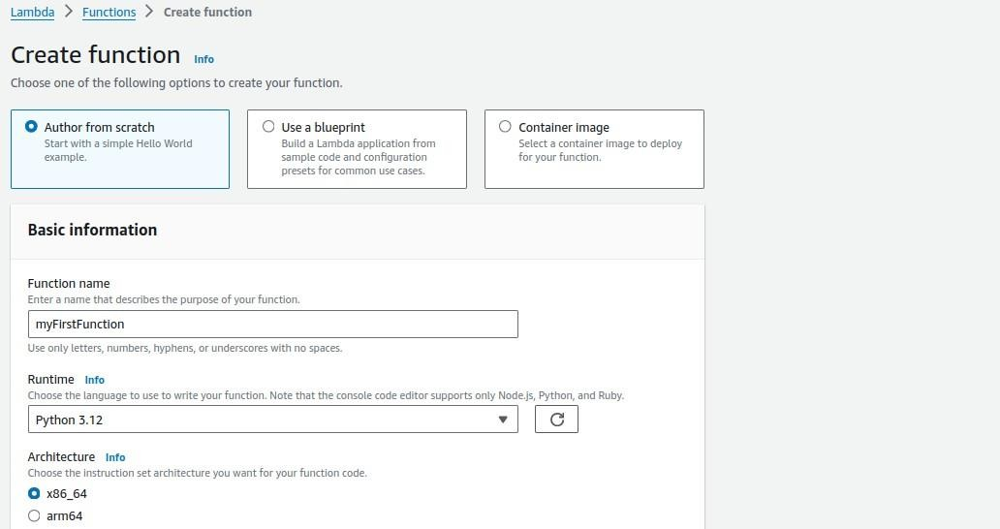 Lambda > Functions > Create function
Create function Info
Choose one of the following options to create your function.
Author from scratch
Start with a simple Hello World
example.
Use a blueprint
Build a Lambda application from
sample code and configuration
presets for common use cases.
Container image
Select a container image to deploy
for your function.
Basic information
Function name
Enter a name that describes the purpose of your function.
myFirstFunction
Use only letters, numbers, hyphens, or underscores with no spaces.
Runtime Info
Choose the language to use to write your function. Note that the console code editor supports only Node.js, Python, and Ruby.
Python 3.12
Architecture Info
Choose the instruction set architecture you want for your function code.
x86_64
arm64